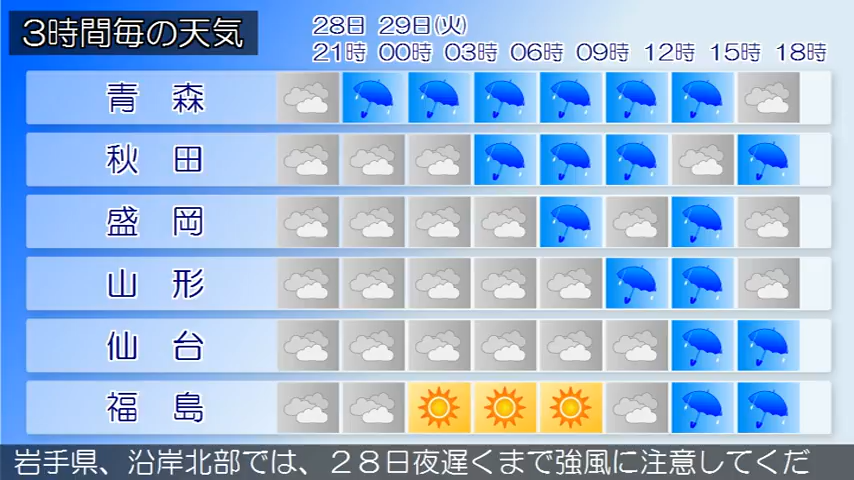 3時間毎の天気
28日 29日(火)
21時 00時 03時 06時 09時 12時 15時 18時
青 森
秋 田
盛 岡
山 形
仙 台
福 島
岩手県、沿岸北部では、２８日夜遅くまで強風に注意してくだ